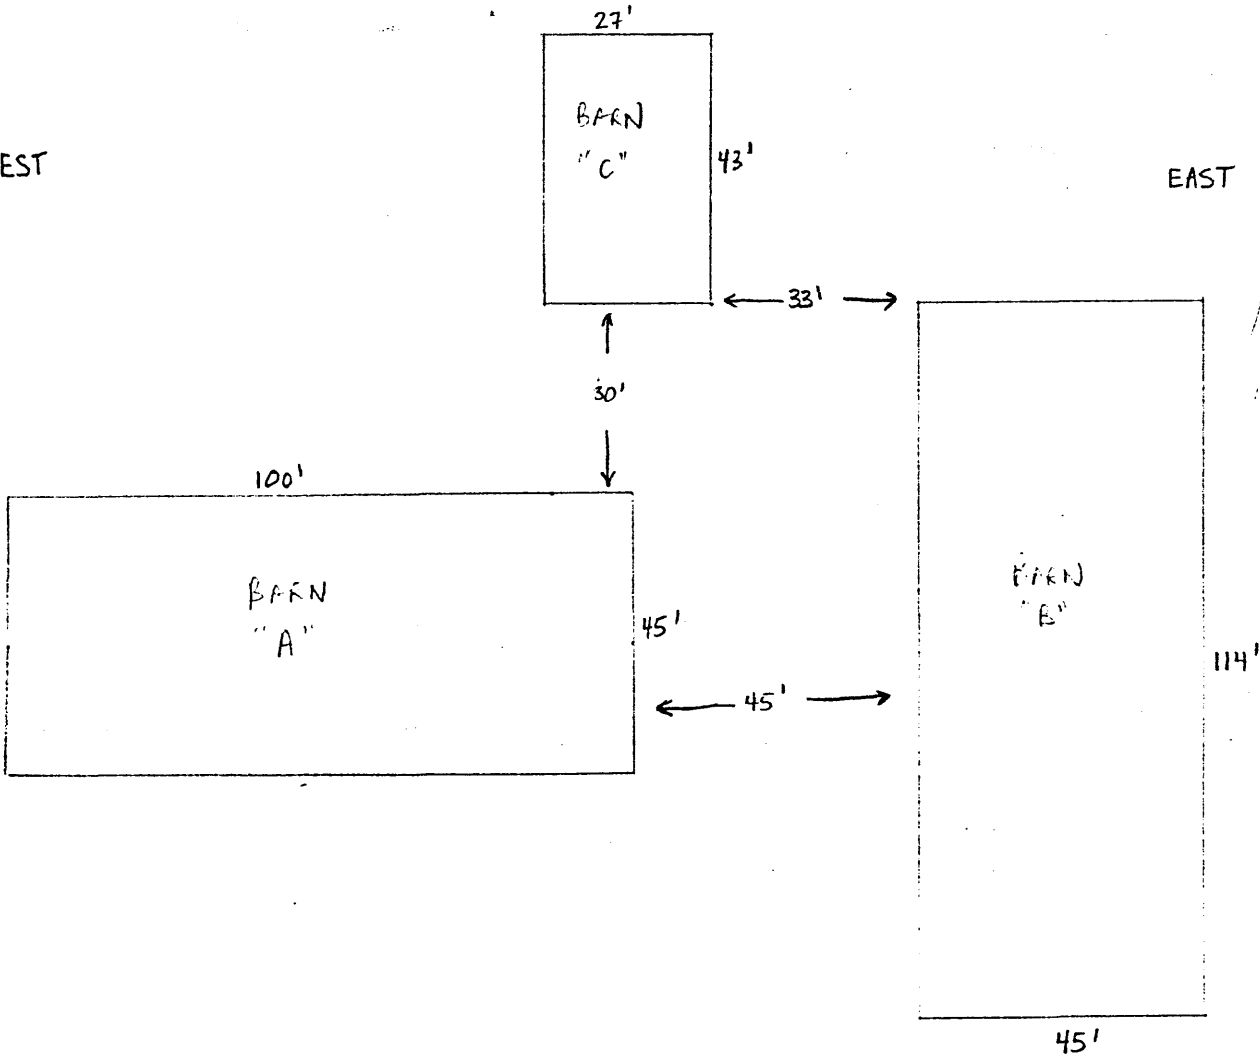 27'
BARN
"C"
43'
EST
EAST
33'
30'
100'
BARN
"A"
45'
BARN
"B"
114'
45'
45'